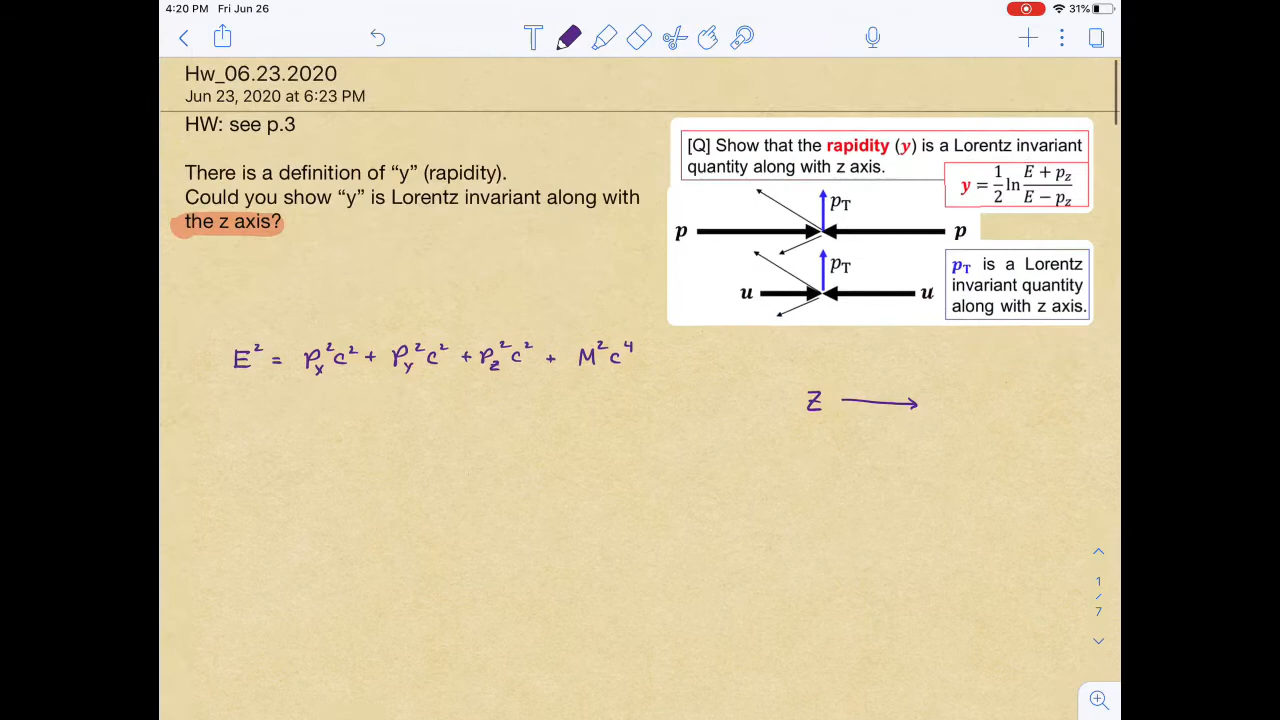 4:20 PM Fri Jun 26
31%
T
Hw_06.23.2020
Jun 23, 2020 at 6:23 PM
HW: see p.3
There is a definition of “y” (rapidity).
Could you show “y” is Lorentz invariant along with
the z axis?
[Q] Show that the rapidity (y) is a Lorentz invariant
quantity along with z axis.
y = 1/2 ln (E + p_z)/(E − p_z)
p_T
p p
p_T
u u
p_T is a Lorentz
invariant quantity
along with z axis.
E² = P_x²c² + P_y²c² + P_z²c² + M²c⁴
Z
1
/
7